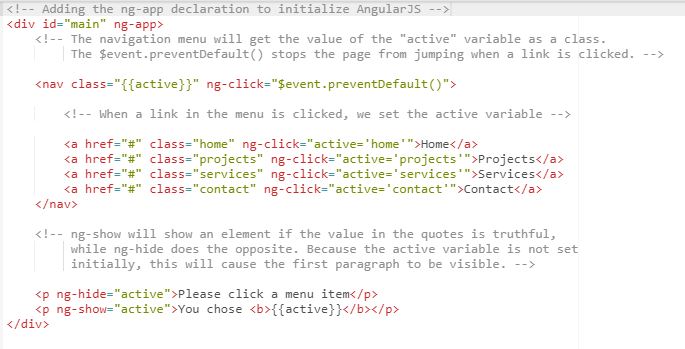 <!-- Adding the ng-app declaration to initialize AngularJS -->
<div id="main" ng-app>
    <!-- The navigation menu will get the value of the "active" variable as a class.
         The $event.preventDefault() stops the page from jumping when a link is clicked. -->
    <nav class="{{active}}" ng-click="$event.preventDefault()">
        <!-- When a link in the menu is clicked, we set the active variable -->
        <a href="#" class="home" ng-click="active='home'">Home</a>
        <a href="#" class="projects" ng-click="active='projects'">Projects</a>
        <a href="#" class="services" ng-click="active='services'">Services</a>
        <a href="#" class="contact" ng-click="active='contact'">Contact</a>
    </nav>
    <!-- ng-show will show an element if the value in the quotes is truthful,
         while ng-hide does the opposite. Because the active variable is not set
         initially, this will cause the first paragraph to be visible. -->
    <p ng-hide="active">Please click a menu item</p>
    <p ng-show="active">You chose <b>{{active}}</b></p>
</div>